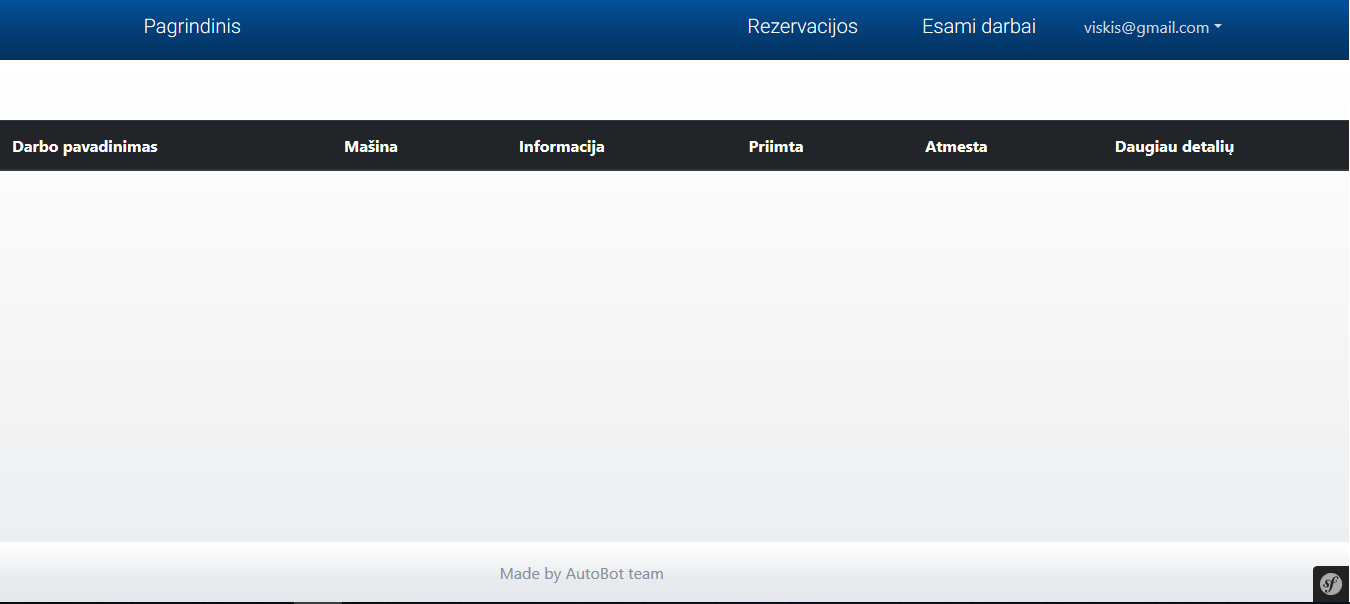 Pagrindinis Rezervacijos Esami darbai viskis@gmail.com
Darbo pavadinimas Mašina Informacija Priimta Atmesta Daugiau detalių
Made by AutoBot team
sf